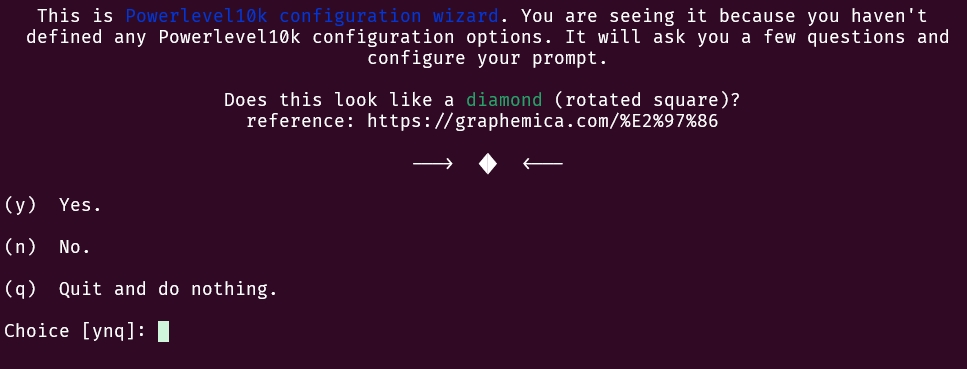 This is Powerlevel10k configuration wizard. You are seeing it because you haven't
defined any Powerlevel10k configuration options. It will ask you a few questions and
configure your prompt.
Does this look like a diamond (rotated square)?
reference: https://graphemica.com/%E2%97%86
---> ◆ <---
(y) Yes.
(n) No.
(q) Quit and do nothing.
Choice [ynq]: